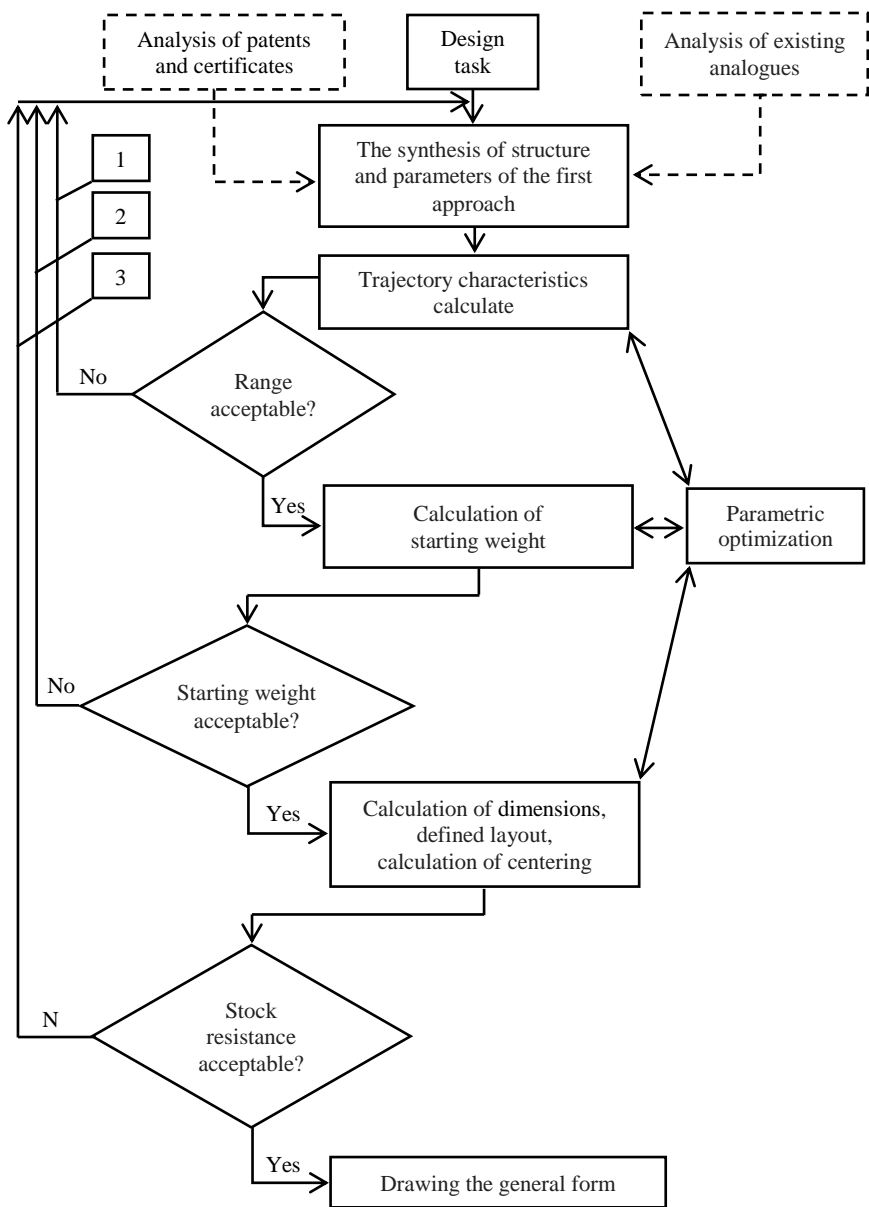 Analysis of patents
and certificates
Design
task
Analysis of existing
analogues
The synthesis of structure
and parameters of the first
approach
1
2
3
Trajectory characteristics
calculate
No
Range
acceptable?
Yes
Calculation of
starting weight
Parametric
optimization
No
Starting weight
acceptable?
Yes
Calculation of dimensions,
defined layout,
calculation of centering
N
Stock
resistance
acceptable?
Yes
Drawing the general form